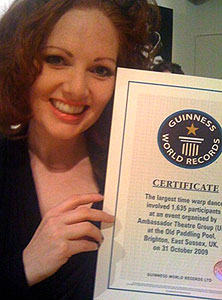 GUINNESS
WORLD RECORDS
CERTIFICATE
The largest time warp dance
involved 1,635 participants
at an event organised by
Ambassador Theatre Group (U
at the Old Peddling Pool,
Brighton, East Sussex, UK,
on 31 October 2009
GUINNESS WORLD RECORDS LTD